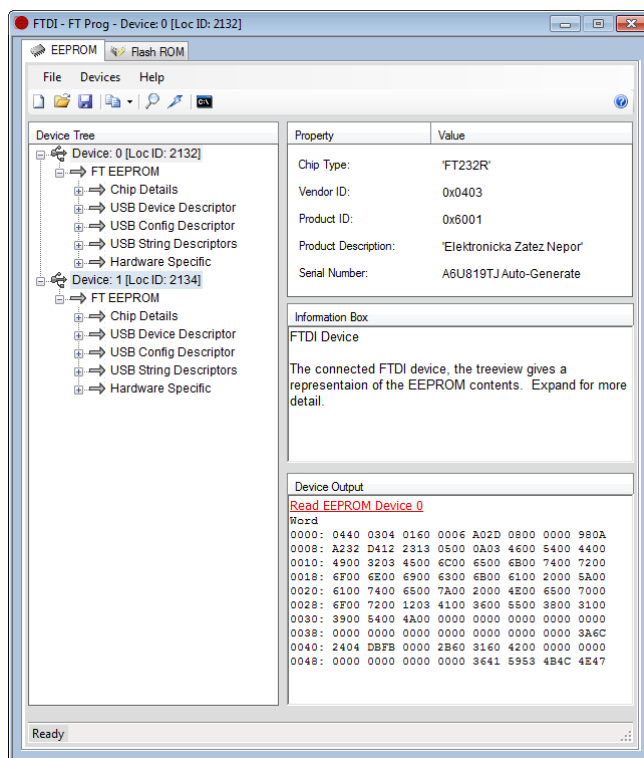 FTDI - FT Prog - Device: 0 [Loc ID: 2132]
EEPROM Flash ROM
File Devices Help
Device Tree
Device: 0 [Loc ID: 2132]
FT EEPROM
Chip Details
USB Device Descriptor
USB Config Descriptor
USB String Descriptors
Hardware Specific
Device: 1 [Loc ID: 2134]
FT EEPROM
Chip Details
USB Device Descriptor
USB Config Descriptor
USB String Descriptors
Hardware Specific
Property Value
Chip Type: 'FT232R'
Vendor ID: 0x0403
Product ID: 0x6001
Product Description: 'Elektronicka Zatez Nepor'
Serial Number: A6U819TJ Auto-Generate
Information Box
FTDI Device
The connected FTDI device, the treeview gives a
representaion of the EEPROM contents. Expand for more
detail.
Device Output
Read EEPROM Device 0
Word
0000: 0440 0304 0160 0006 A02D 0800 0000 980A
0008: A232 D412 2313 0500 0A03 4600 5400 4400
0010: 4900 3203 4500 6C00 6500 6B00 7400 7200
0018: 6F00 6E00 6900 6300 6B00 6100 2000 5A00
0020: 6100 7400 6500 7A00 2000 4E00 6500 7000
0028: 6F00 7200 1203 4100 3600 5500 3800 3100
0030: 3900 5400 4A00 0000 0000 0000 0000 0000
0038: 0000 0000 0000 0000 0000 0000 0000 3A6C
0040: 2404 DBFB 0000 2B60 3160 4200 0000 0000
0048: 0000 0000 0000 0000 3641 5953 4B4C 4E47
Ready